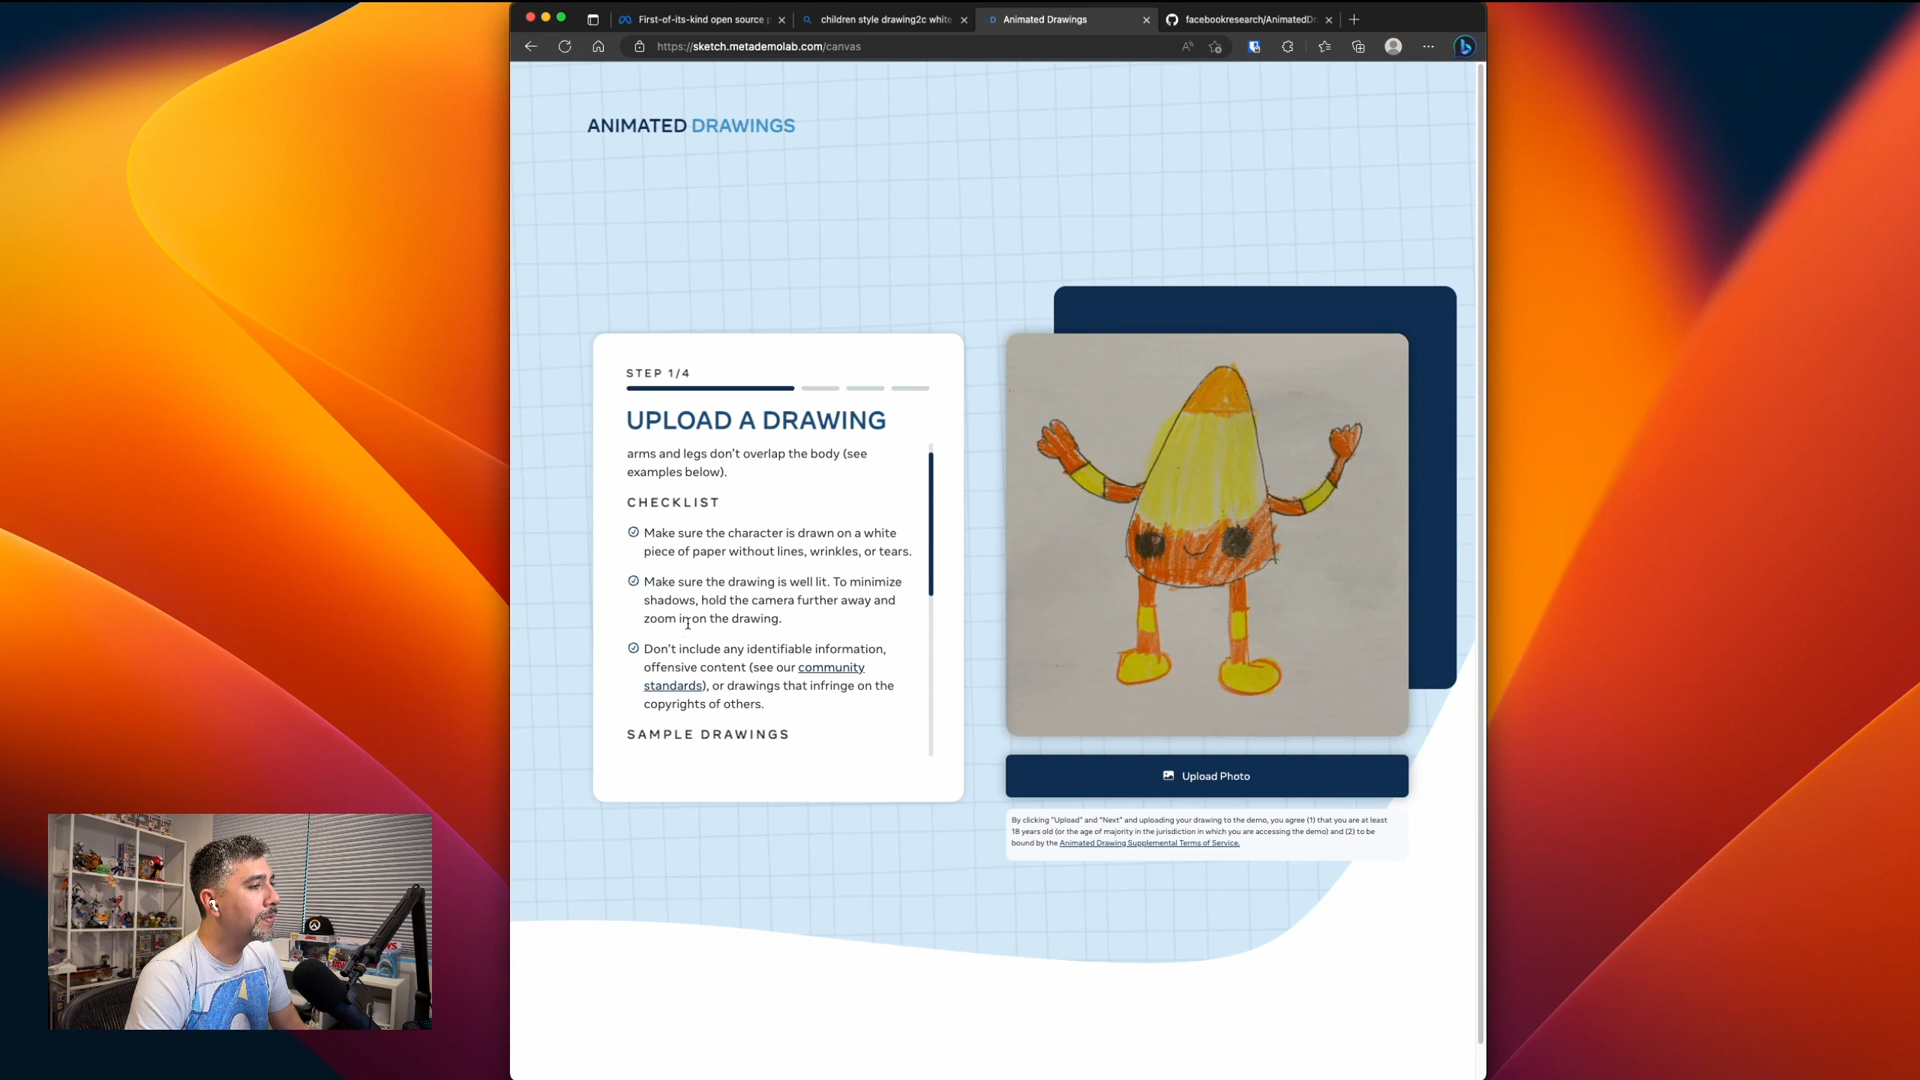 First-of-its-kind open source p
children style drawing2c white
Animated Drawings
facebookresearch/AnimatedDr
https://sketch.metademolab.com/canvas
ANIMATED DRAWINGS
STEP 1/4
UPLOAD A DRAWING
arms and legs don't overlap the body (see
examples below).
CHECKLIST
Make sure the character is drawn on a white
piece of paper without lines, wrinkles, or tears.
Make sure the drawing is well lit. To minimize
shadows, hold the camera further away and
zoom in on the drawing.
Don't include any identifiable information,
offensive content (see our community
standards), or drawings that infringe on the
copyrights of others.
SAMPLE DRAWINGS
Upload Photo
By clicking "Upload" and "Next" and uploading your drawing to the demo, you agree (1) that you are at least
18 years old (or the age of majority in the jurisdiction in which you are accessing the demo) and (2) to be
bound by the Animated Drawing Supplemental Terms of Service.